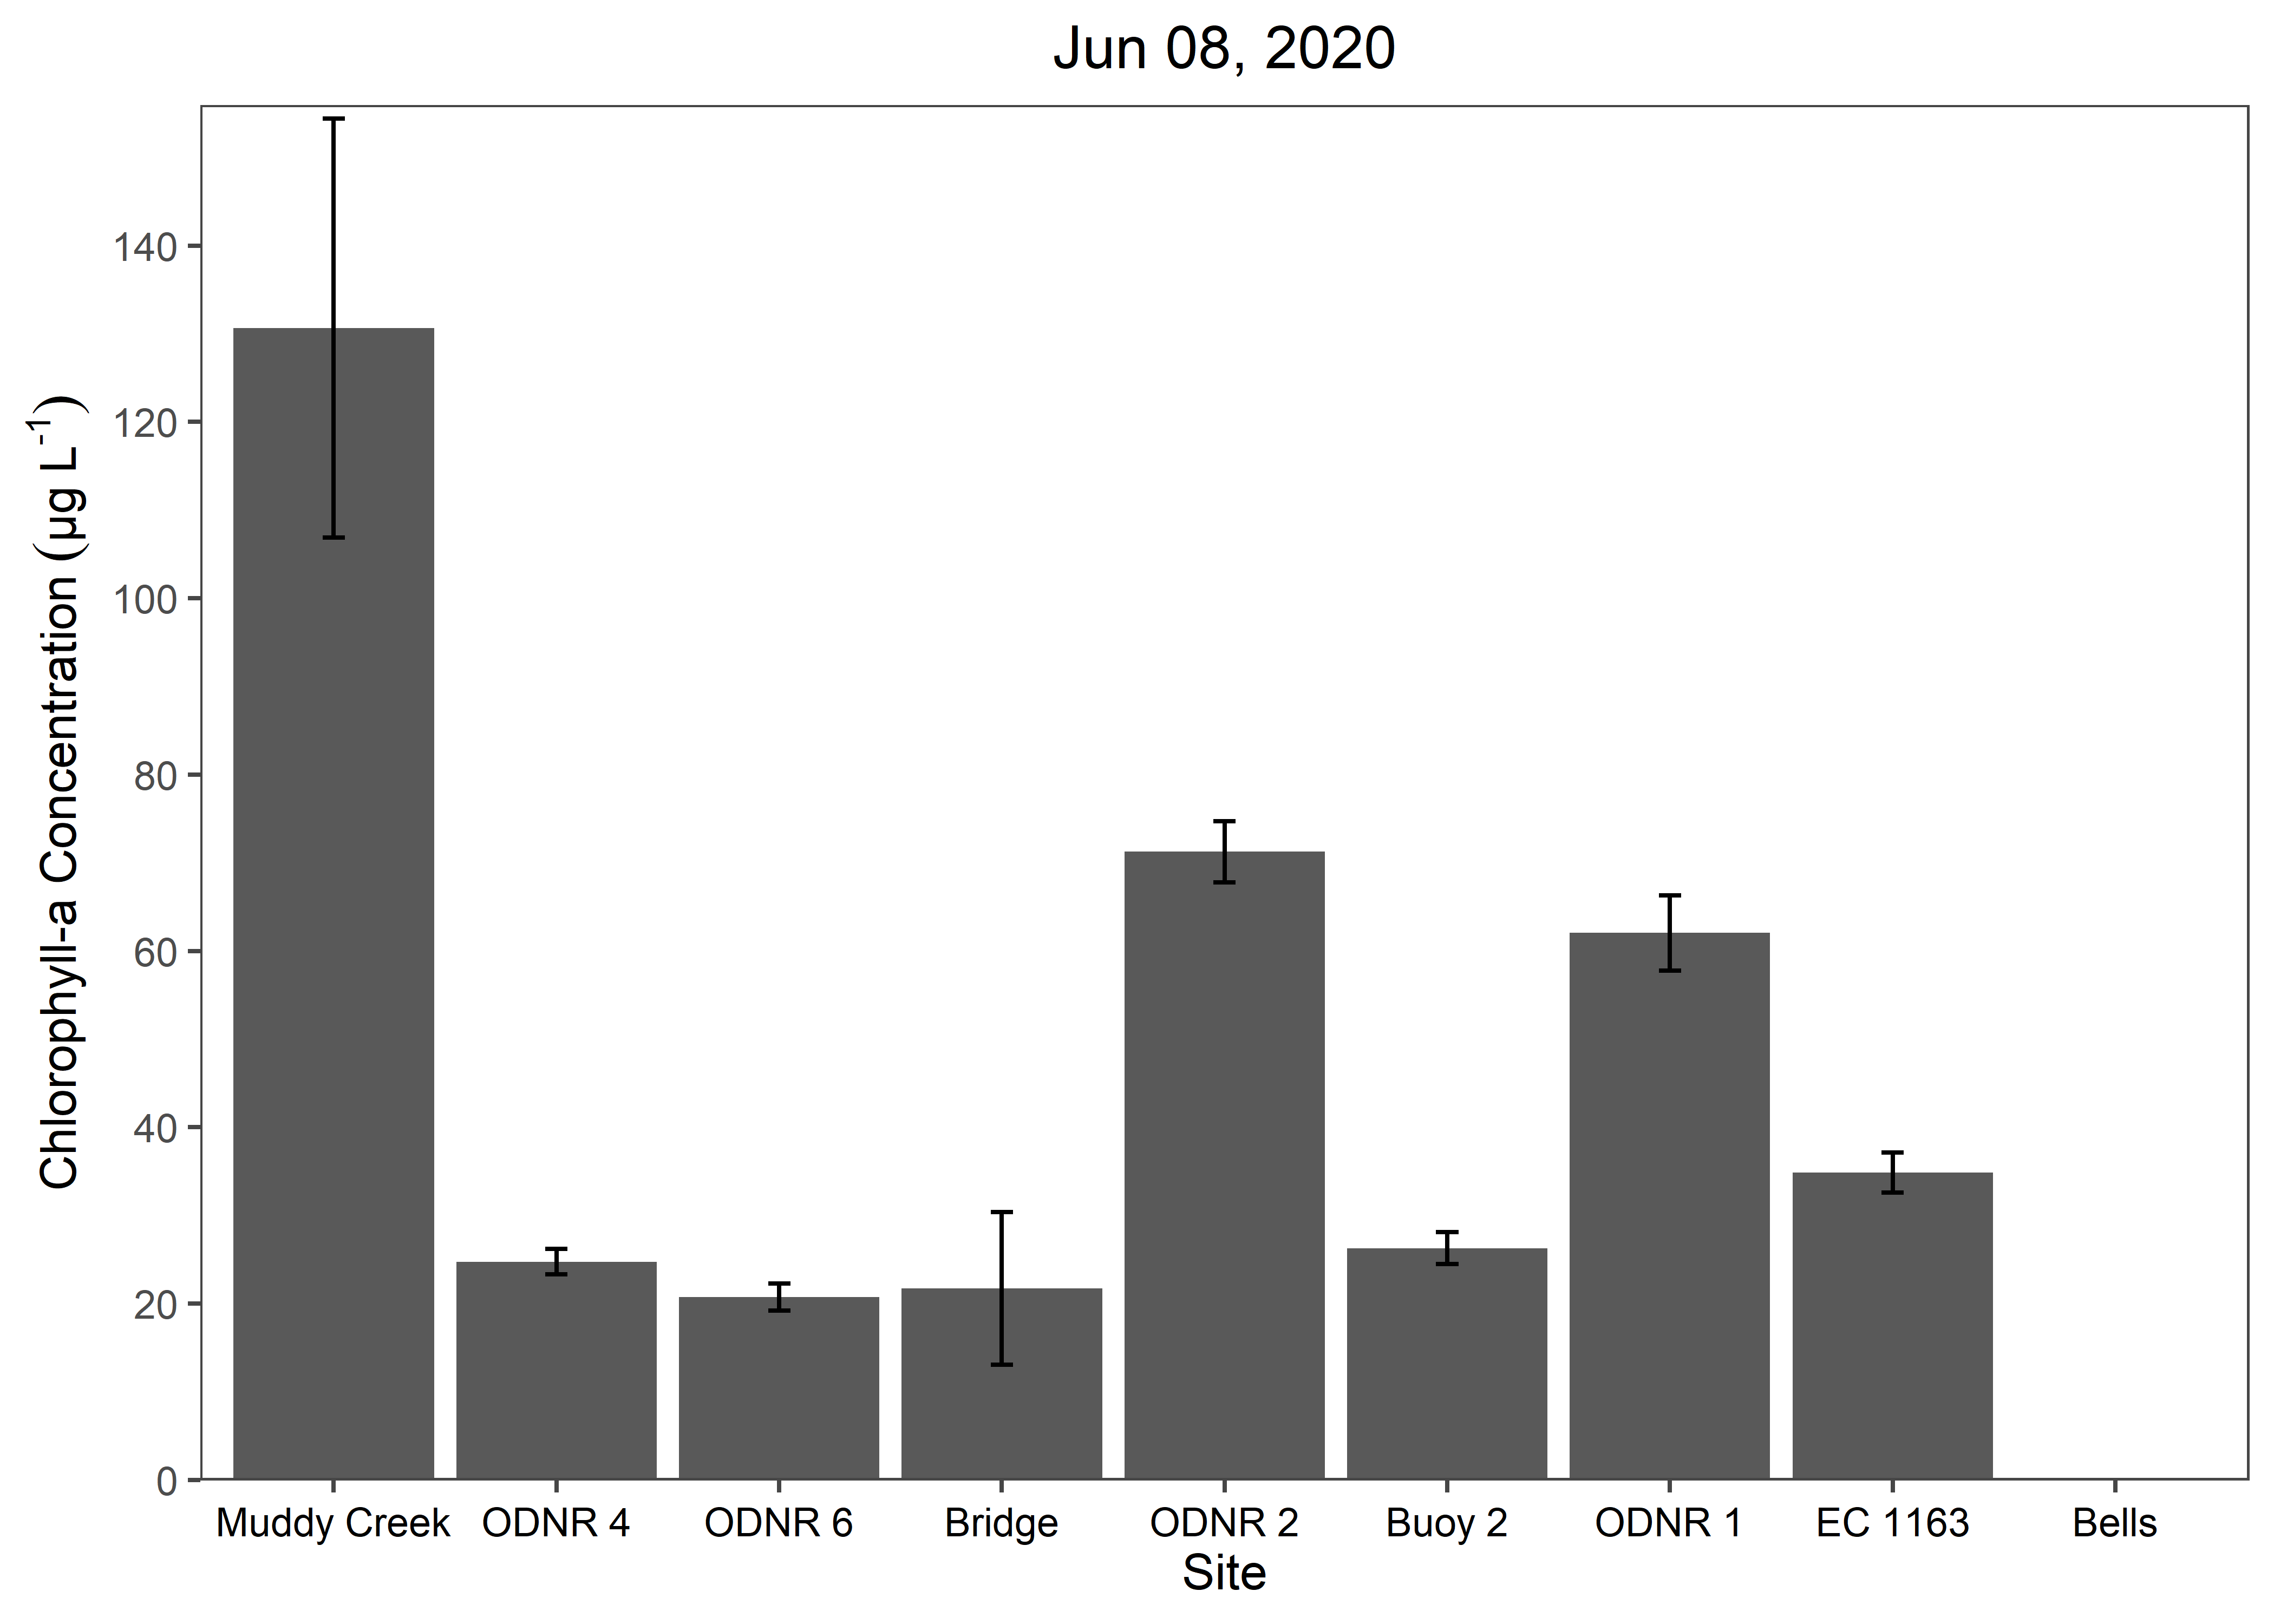 Jun 08, 2020
Chlorophyll-a Concentration (µg L⁻¹)
140
120
100
80
60
40
20
0
Muddy Creek ODNR 4 ODNR 6 Bridge ODNR 2 Buoy 2 ODNR 1 EC 1163 Bells
Site